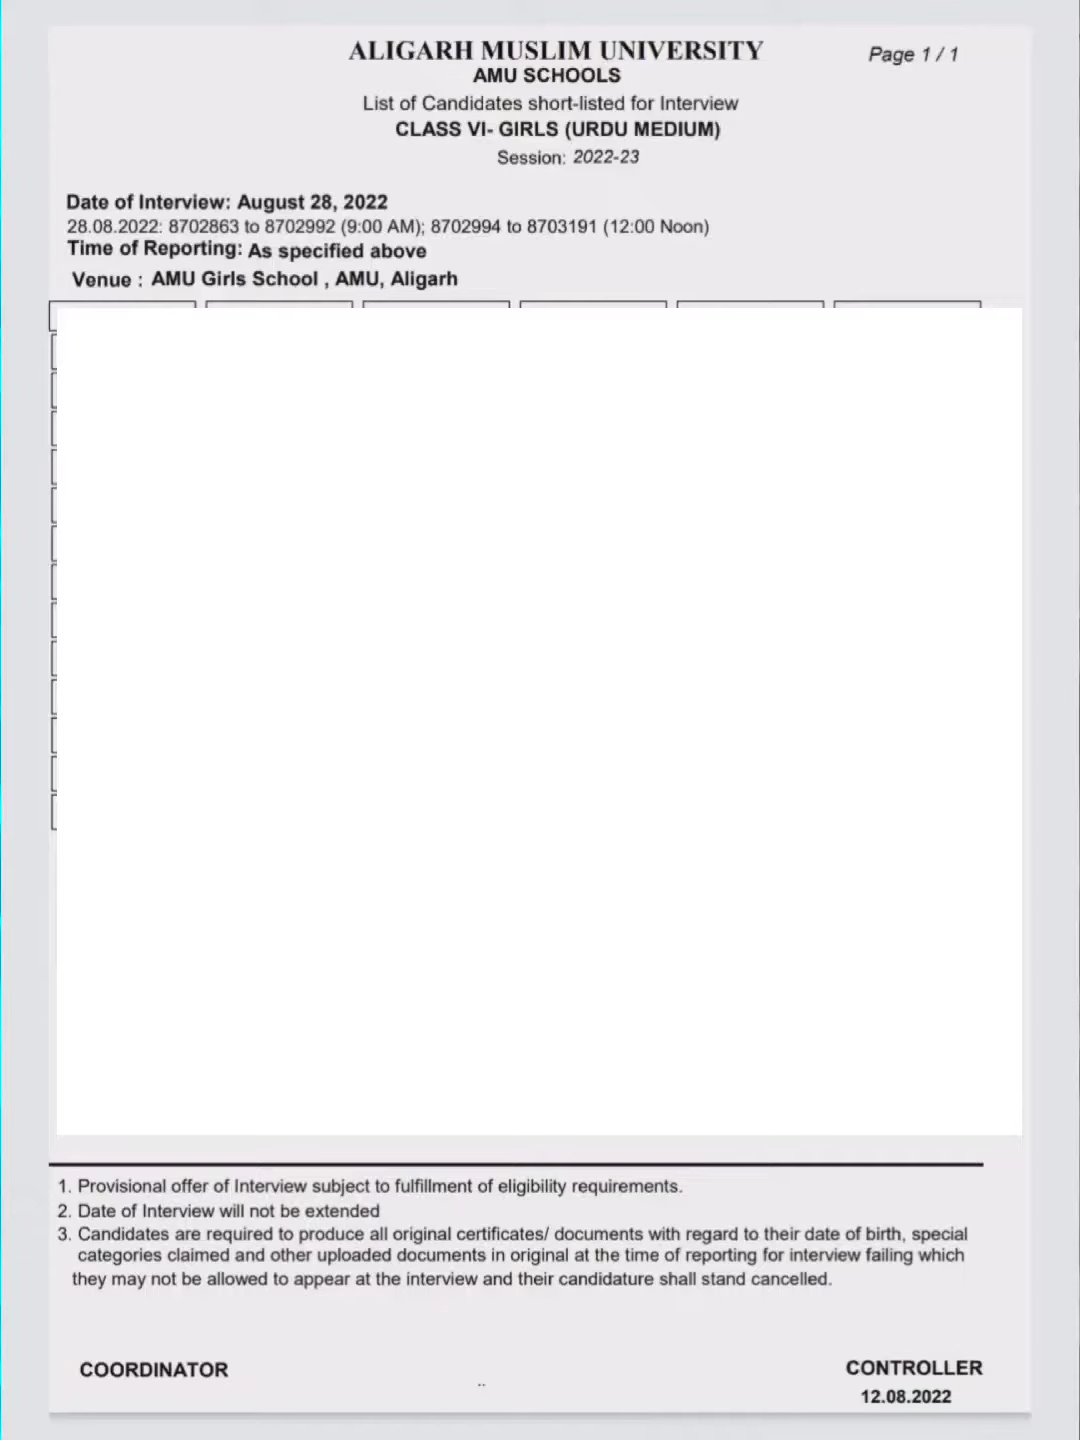 ALIGARH MUSLIM UNIVERSITY
Page 1 / 1
AMU SCHOOLS
List of Candidates short-listed for Interview
CLASS VI- GIRLS (URDU MEDIUM)
Session: 2022-23
Date of Interview: August 28, 2022
28.08.2022: 8702863 to 8702992 (9:00 AM); 8702994 to 8703191 (12:00 Noon)
Time of Reporting: As specified above
Venue : AMU Girls School , AMU, Aligarh
1. Provisional offer of Interview subject to fulfillment of eligibility requirements.
2. Date of Interview will not be extended
3. Candidates are required to produce all original certificates/ documents with regard to their date of birth, special
categories claimed and other uploaded documents in original at the time of reporting for interview failing which
they may not be allowed to appear at the interview and their candidature shall stand cancelled.
COORDINATOR
..
CONTROLLER
12.08.2022